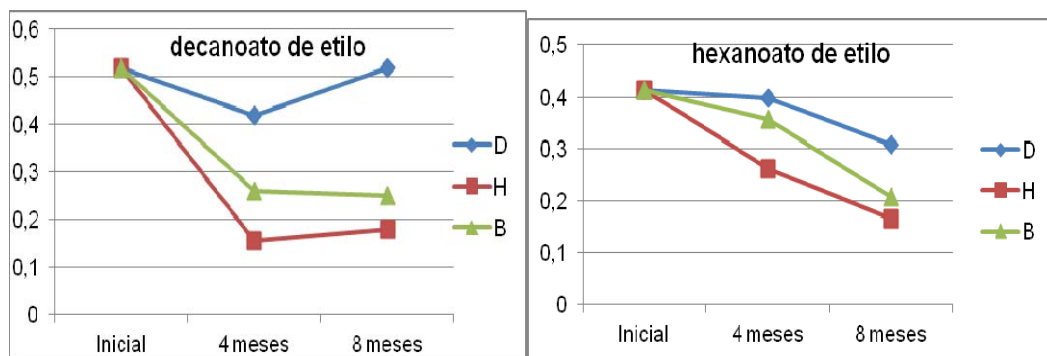 decanoato de etilo
0,6
0,5
0,4
0,3
0,2
0,1
0
Inicial 4 meses 8 meses
D
H
B
hexanoato de etilo
0,5
0,4
0,3
0,2
0,1
0
Inicial 4 meses 8 meses
D
H
B